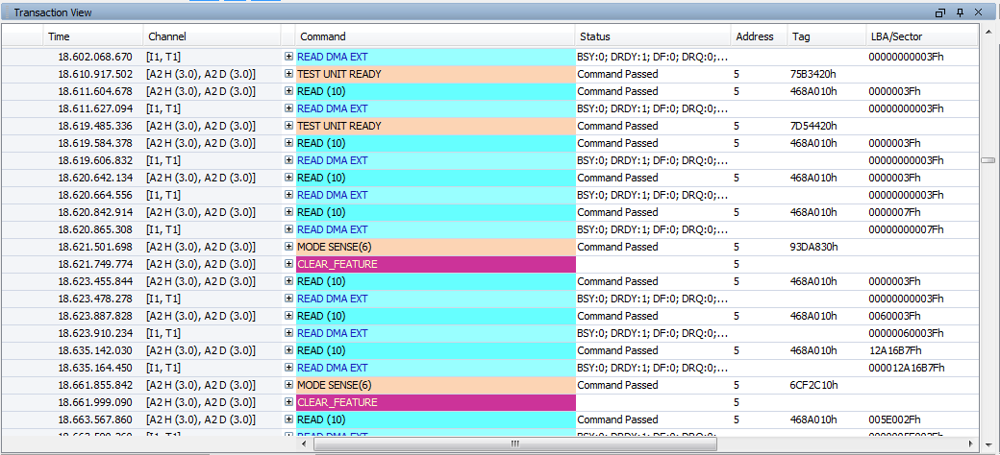 Transaction View
Time Channel Command Status Address Tag LBA/Sector
18.602.068.670 [I1, T1] READ DMA EXT BSY:0; DRDY:1; DF:0; DRQ:0;... 00000000003Fh
18.610.917.502 [A2 H (3.0), A2 D (3.0)] TEST UNIT READY Command Passed 5 75B3420h
18.611.604.678 [A2 H (3.0), A2 D (3.0)] READ (10) Command Passed 5 468A010h 0000003Fh
18.611.627.094 [I1, T1] READ DMA EXT BSY:0; DRDY:1; DF:0; DRQ:0;... 00000000003Fh
18.619.485.336 [A2 H (3.0), A2 D (3.0)] TEST UNIT READY Command Passed 5 7D54420h
18.619.584.378 [A2 H (3.0), A2 D (3.0)] READ (10) Command Passed 5 468A010h 0000003Fh
18.619.606.832 [I1, T1] READ DMA EXT BSY:0; DRDY:1; DF:0; DRQ:0;... 00000000003Fh
18.620.642.134 [A2 H (3.0), A2 D (3.0)] READ (10) Command Passed 5 468A010h 0000003Fh
18.620.664.556 [I1, T1] READ DMA EXT BSY:0; DRDY:1; DF:0; DRQ:0;... 00000000003Fh
18.620.842.914 [A2 H (3.0), A2 D (3.0)] READ (10) Command Passed 5 468A010h 0000007Fh
18.620.865.308 [I1, T1] READ DMA EXT BSY:0; DRDY:1; DF:0; DRQ:0;... 00000000007Fh
18.621.501.698 [A2 H (3.0), A2 D (3.0)] MODE SENSE(6) Command Passed 5 93DA830h
18.621.749.774 [A2 H (3.0), A2 D (3.0)] CLEAR_FEATURE 5
18.623.455.844 [A2 H (3.0), A2 D (3.0)] READ (10) Command Passed 5 468A010h 0000003Fh
18.623.478.278 [I1, T1] READ DMA EXT BSY:0; DRDY:1; DF:0; DRQ:0;... 00000000003Fh
18.623.887.828 [A2 H (3.0), A2 D (3.0)] READ (10) Command Passed 5 468A010h 0060003Fh
18.623.910.234 [I1, T1] READ DMA EXT BSY:0; DRDY:1; DF:0; DRQ:0;... 00000060003Fh
18.635.142.030 [A2 H (3.0), A2 D (3.0)] READ (10) Command Passed 5 468A010h 12A16B7Fh
18.635.164.450 [I1, T1] READ DMA EXT BSY:0; DRDY:1; DF:0; DRQ:0;... 000012A16B7Fh
18.661.855.842 [A2 H (3.0), A2 D (3.0)] MODE SENSE(6) Command Passed 5 6CF2C10h
18.661.999.090 [A2 H (3.0), A2 D (3.0)] CLEAR_FEATURE 5
18.663.567.860 [A2 H (3.0), A2 D (3.0)] READ (10) Command Passed 5 468A010h 005E002Fh
[I1, T1] READ DMA EXT BSY:0; DRDY:1; DF:0; DRQ:0;...